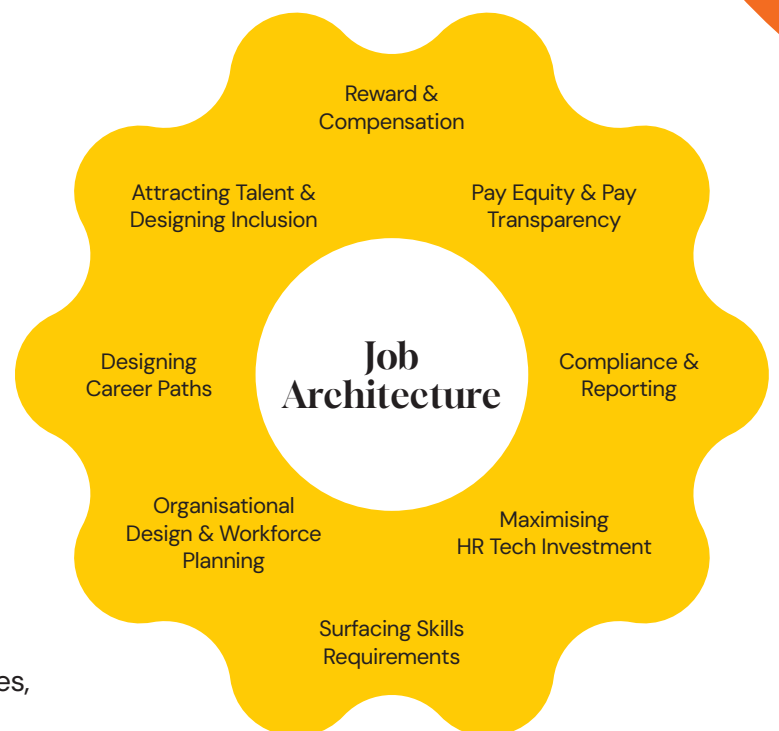 Reward &
Compensation
Attracting Talent &
Designing Inclusion
Pay Equity & Pay
Transparency
Designing
Career Paths
Job
Architecture
Compliance &
Reporting
Organisational
Design & Workforce
Planning
Maximising
HR Tech Investment
Surfacing Skills
Requirements
es,